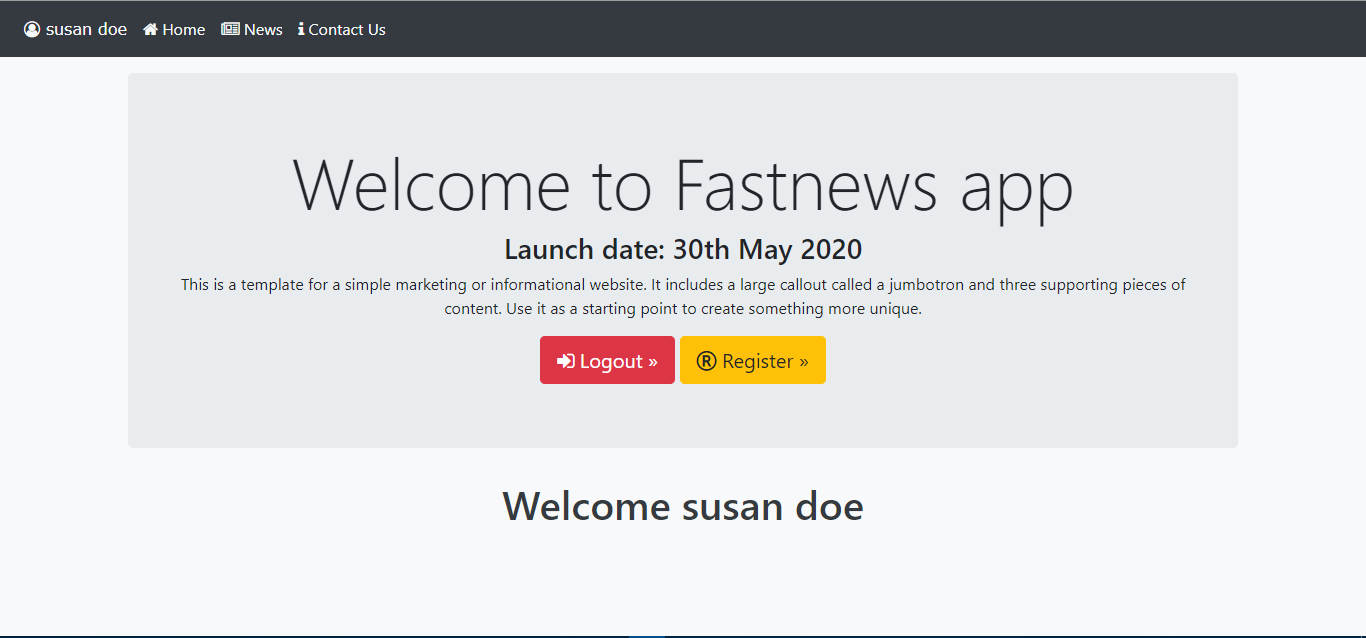 susan doe Home News Contact Us
Welcome to Fastnews app
Launch date: 30th May 2020
This is a template for a simple marketing or informational website. It includes a large callout called a jumbotron and three supporting pieces of
content. Use it as a starting point to create something more unique.
Logout » ® Register »
Welcome susan doe